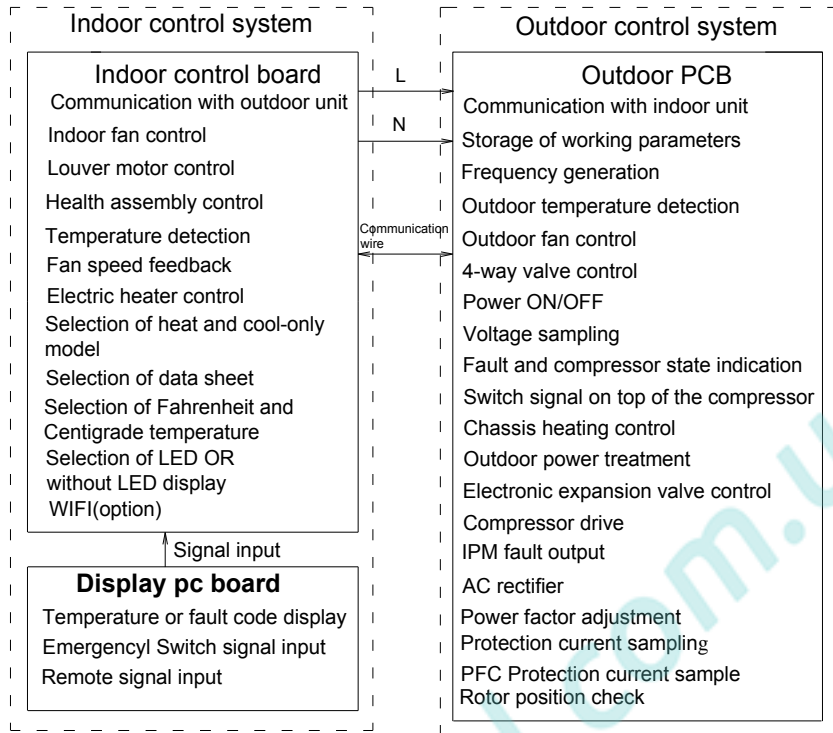 Indoor control system
Indoor control board
Communication with outdoor unit
Indoor fan control
Louver motor control
Health assembly control
Temperature detection
Fan speed feedback
Electric heater control
Selection of heat and cool-only
model
Selection of data sheet
Selection of Fahrenheit and
Centigrade temperature
Selection of LED OR
without LED display
WIFI(option)
Signal input
Display pc board
Temperature or fault code display
Emergencyl Switch signal input
Remote signal input
L
N
Communication
wire
Outdoor control system
Outdoor PCB
Communication with indoor unit
Storage of working parameters
Frequency generation
Outdoor temperature detection
Outdoor fan control
4-way valve control
Power ON/OFF
Voltage sampling
Fault and compressor state indication
Switch signal on top of the compressor
Chassis heating control
Outdoor power treatment
Electronic expansion valve control
Compressor drive
IPM fault output
AC rectifier
Power factor adjustment
Protection current sampling
PFC Protection current sample
Rotor position check